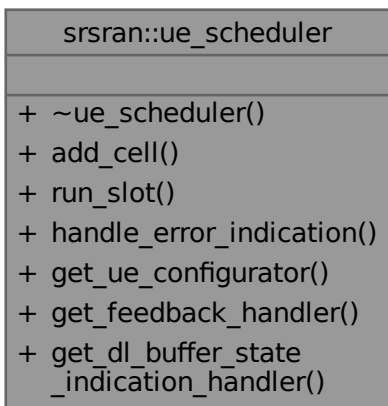 srsran::ue_scheduler
+ ~ue_scheduler()
+ add_cell()
+ run_slot()
+ handle_error_indication()
+ get_ue_configurator()
+ get_feedback_handler()
+ get_dl_buffer_state
_indication_handler()